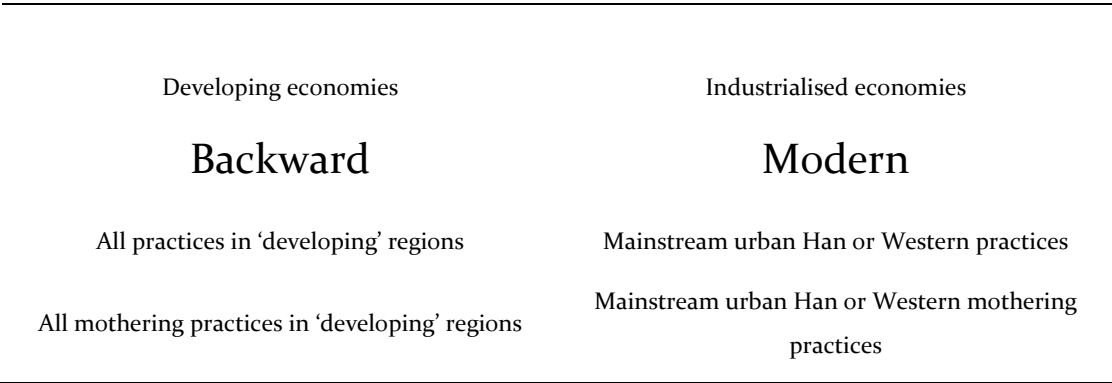 Developing economies
Industrialised economies
Backward
Modern
All practices in ‘developing’ regions
Mainstream urban Han or Western practices
All mothering practices in ‘developing’ regions
Mainstream urban Han or Western mothering
practices